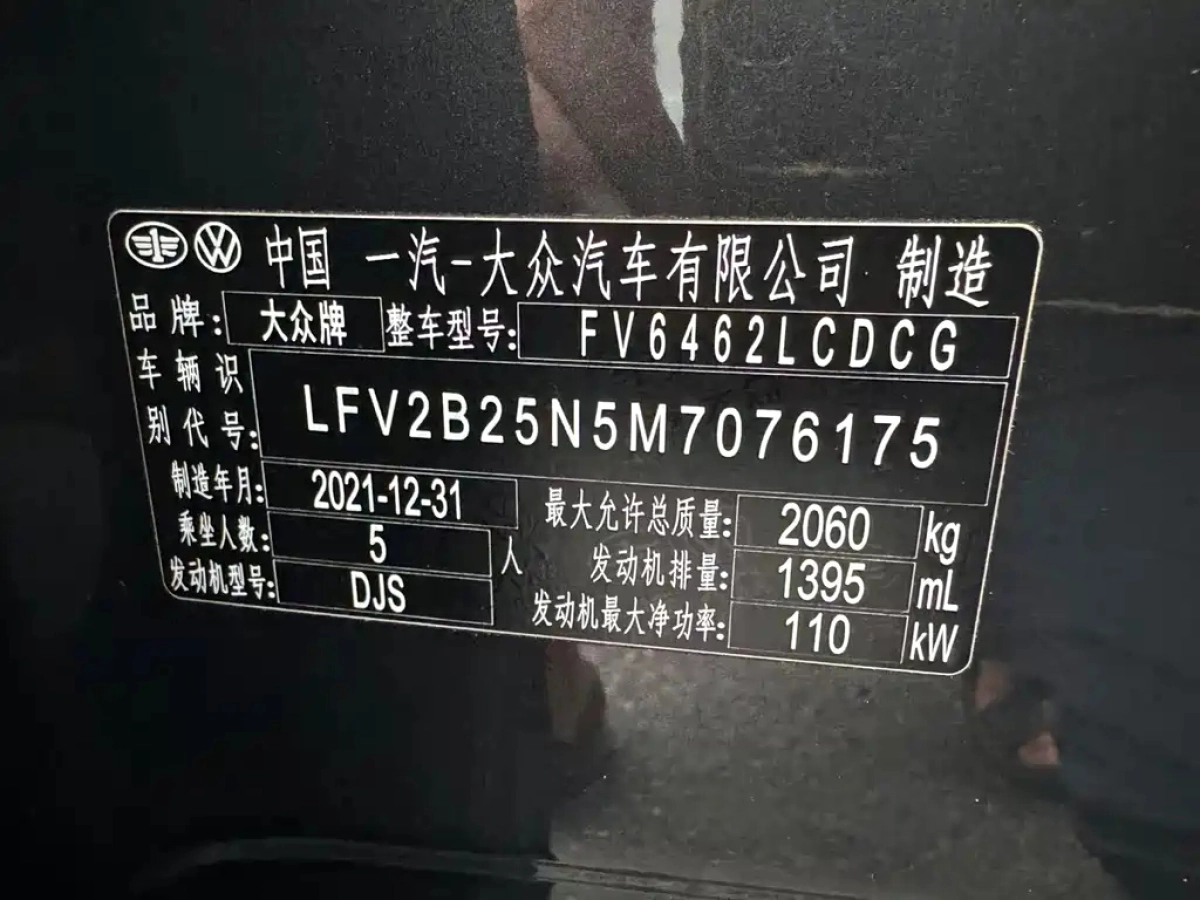 中国 一汽-大众汽车有限公司 制造
品牌: 大众牌 整车型号: FV6462LCDCG
车辆识别代号: LFV2B25N5M7076175
制造年月: 2021-12-31 最大允许总质量: 2060 kg
乘坐人数: 5 人 发动机排量: 1395 mL
发动机型号: DJS 发动机最大净功率: 110 kW